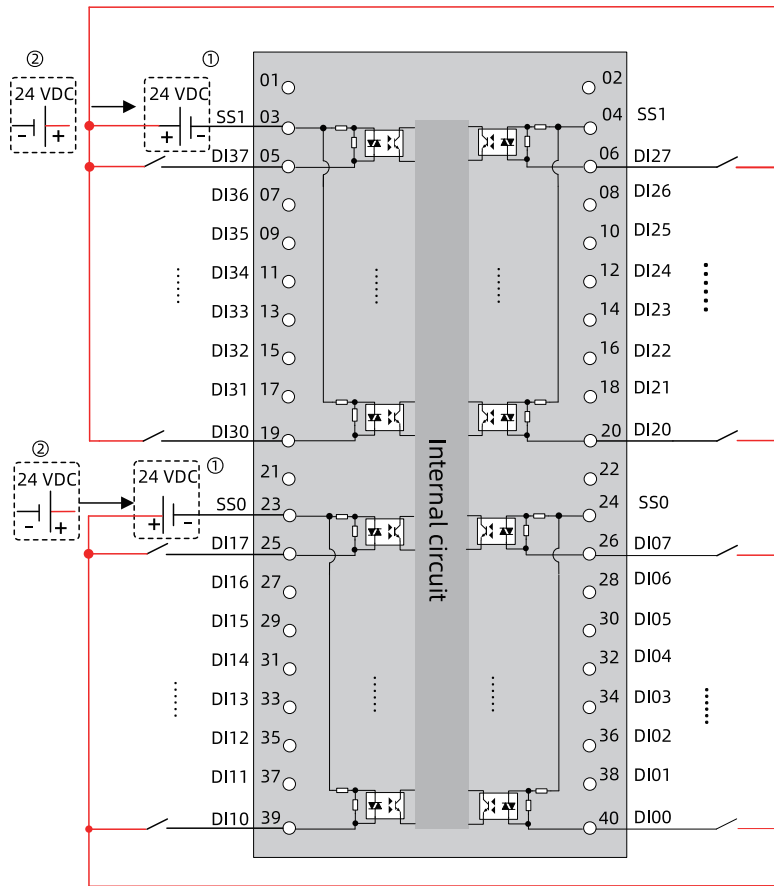 ② ①
24 VDC 24 VDC
- + + -
01 02
SS1 03 04 SS1
DI37 05 06 DI27
DI36 07 08 DI26
DI35 09 10 DI25
DI34 11 12 DI24
DI33 13 14 DI23
DI32 15 16 DI22
DI31 17 18 DI21
DI30 19 20 DI20
② ①
24 VDC 24 VDC
- + + -
21 22
SS0 23 24 SS0
DI17 25 26 DI07
DI16 27 28 DI06
DI15 29 30 DI05
DI14 31 32 DI04
DI13 33 34 DI03
DI12 35 36 DI02
DI11 37 38 DI01
DI10 39 40 DI00
Internal circuit